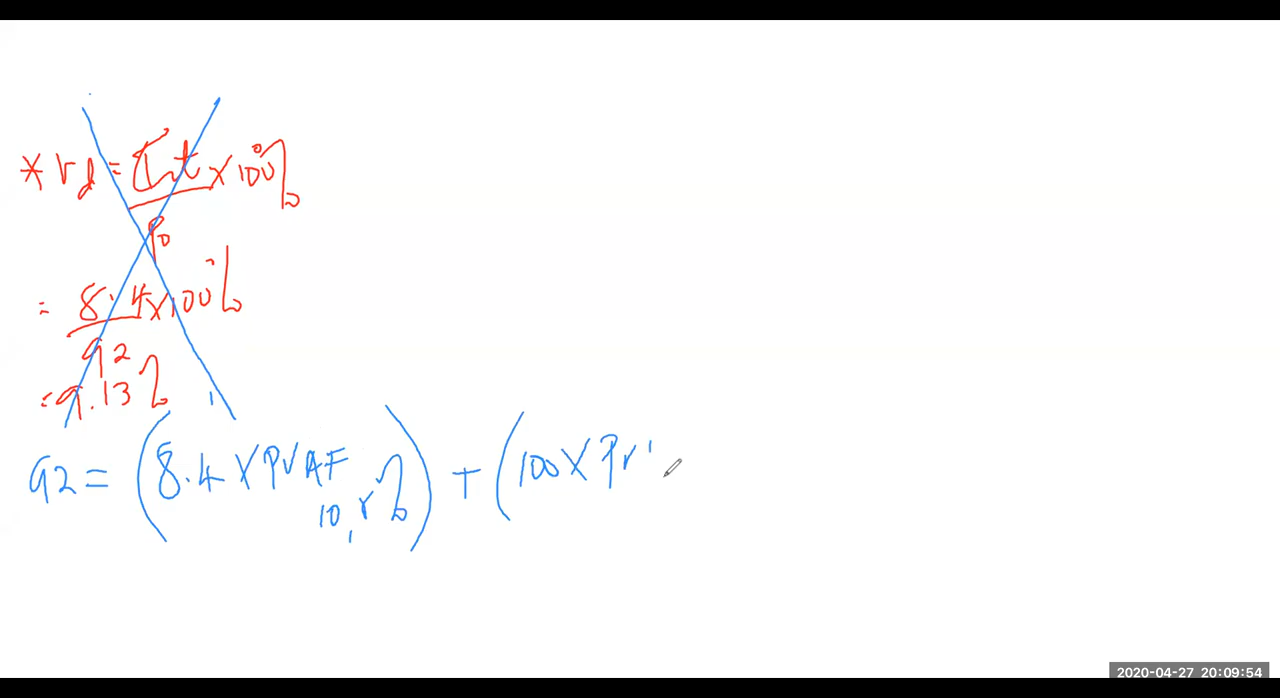 * rd = Int × 100%
P0
= 8.4 × 100%
92
= 9.13%
92 = (8.4 × PVAF 10, r%) + (100 × Pv
2020-04-27 20:09:54